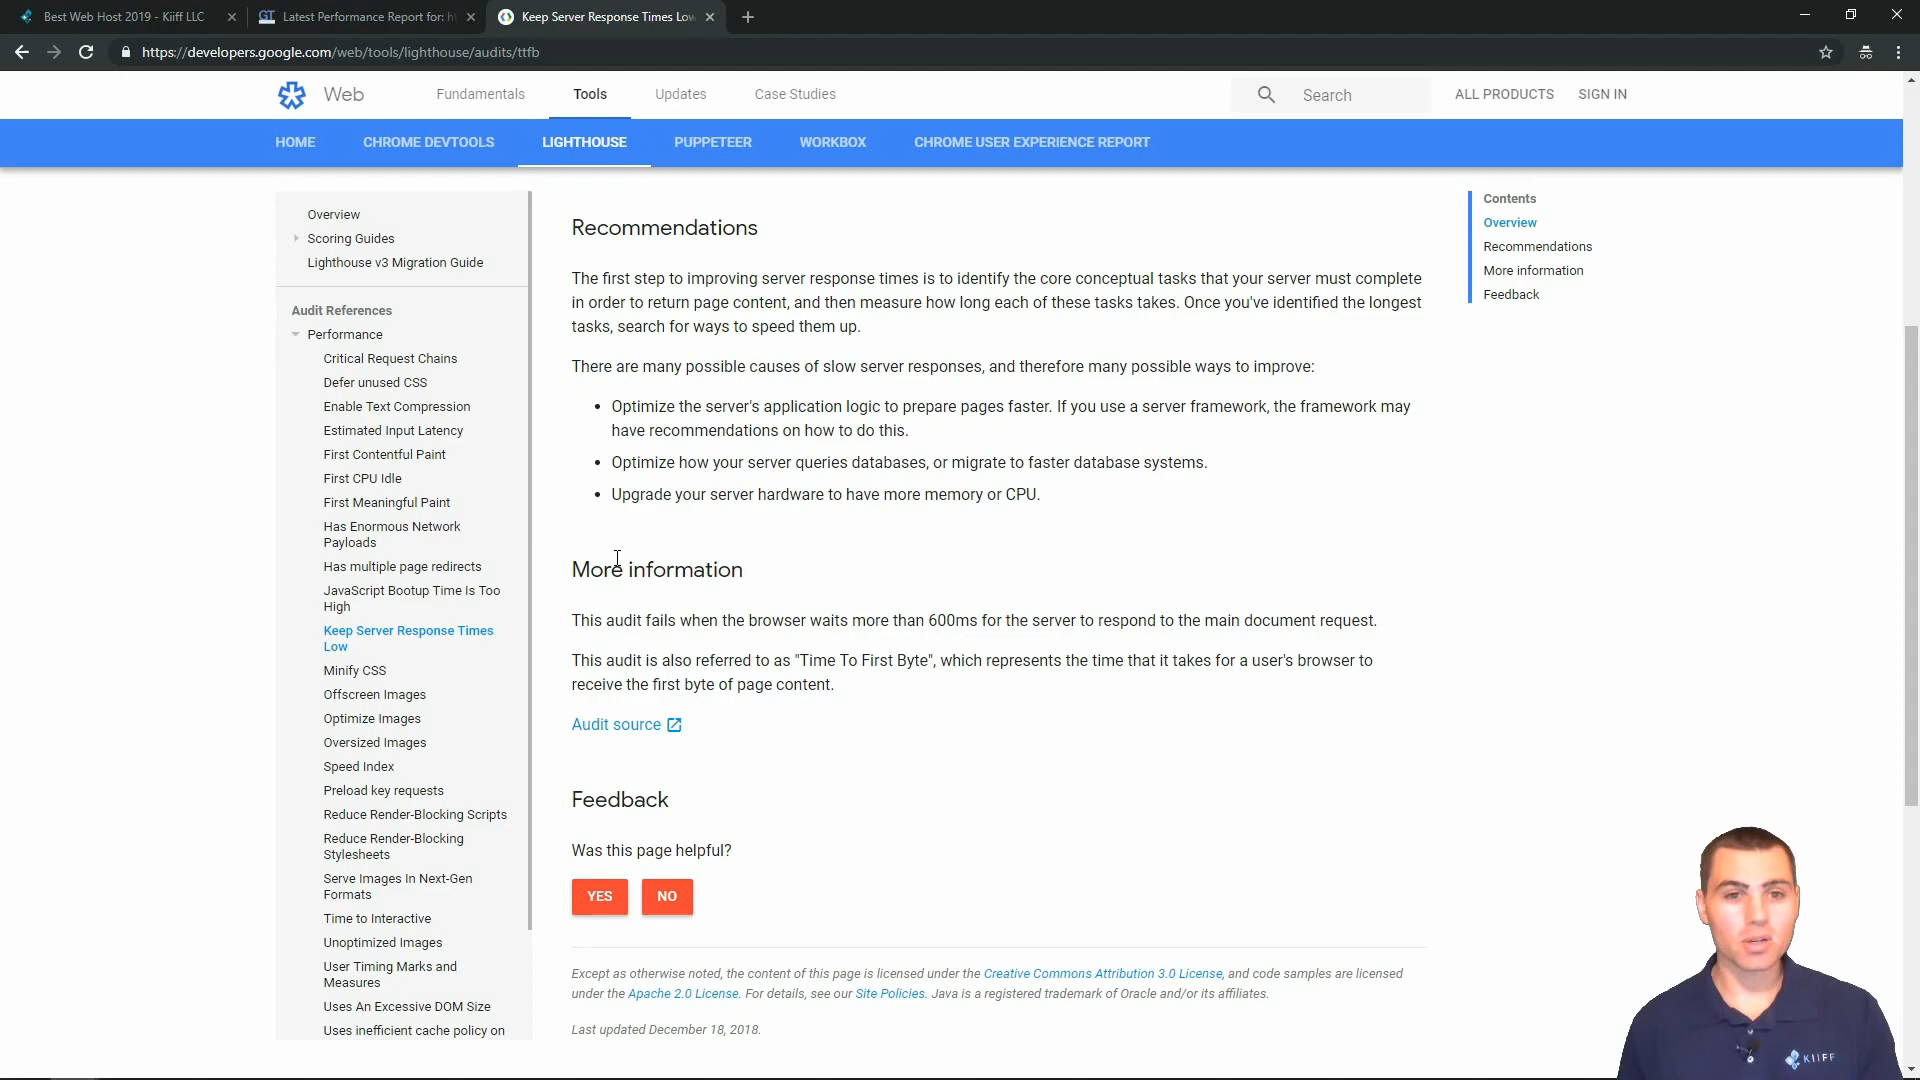 Best Web Host 2019 - Kiiff LLC
GT
Latest Performance Report for: h
Keep Server Response Times Low
https://developers.google.com/web/tools/lighthouse/audits/ttfb
Web
Fundamentals
Tools
Updates
Case Studies
Search
ALL PRODUCTS
SIGN IN
HOME
CHROME DEVTOOLS
LIGHTHOUSE
PUPPETEER
WORKBOX
CHROME USER EXPERIENCE REPORT
Overview
Scoring Guides
Lighthouse v3 Migration Guide
Audit References
Performance
Critical Request Chains
Defer unused CSS
Enable Text Compression
Estimated Input Latency
First Contentful Paint
First CPU Idle
First Meaningful Paint
Has Enormous Network
Payloads
Has multiple page redirects
JavaScript Bootup Time Is Too
High
Keep Server Response Times
Low
Minify CSS
Offscreen Images
Optimize Images
Oversized Images
Speed Index
Preload key requests
Reduce Render-Blocking Scripts
Reduce Render-Blocking
Stylesheets
Serve Images In Next-Gen
Formats
Time to Interactive
Unoptimized Images
User Timing Marks and
Measures
Uses An Excessive DOM Size
Uses inefficient cache policy on
Recommendations
The first step to improving server response times is to identify the core conceptual tasks that your server must complete
in order to return page content, and then measure how long each of these tasks takes. Once you've identified the longest
tasks, search for ways to speed them up.
There are many possible causes of slow server responses, and therefore many possible ways to improve:
• Optimize the server's application logic to prepare pages faster. If you use a server framework, the framework may
have recommendations on how to do this.
• Optimize how your server queries databases, or migrate to faster database systems.
• Upgrade your server hardware to have more memory or CPU.
More information
This audit fails when the browser waits more than 600ms for the server to respond to the main document request.
This audit is also referred to as "Time To First Byte", which represents the time that it takes for a user's browser to
receive the first byte of page content.
Audit source
Feedback
Was this page helpful?
YES
NO
Except as otherwise noted, the content of this page is licensed under the Creative Commons Attribution 3.0 License, and code samples are licensed
under the Apache 2.0 License. For details, see our Site Policies. Java is a registered trademark of Oracle and/or its affiliates.
Last updated December 18, 2018.
Contents
Overview
Recommendations
More information
Feedback
KIIFF